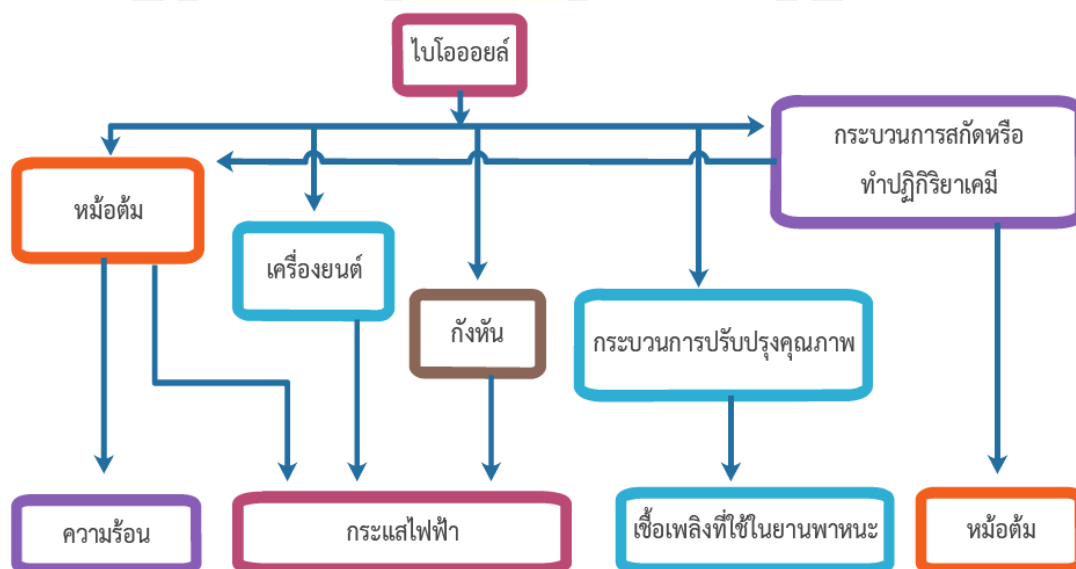 ไบโอออยล์
กระบวนการสกัดหรือ
ทำปฏิกิริยาเคมี
หม้อต้ม
เครื่องยนต์
กังหัน
กระบวนการปรับปรุงคุณภาพ
ความร้อน
กระแสไฟฟ้า
เชื้อเพลิงที่ใช้ในยานพาหนะ
หม้อต้ม